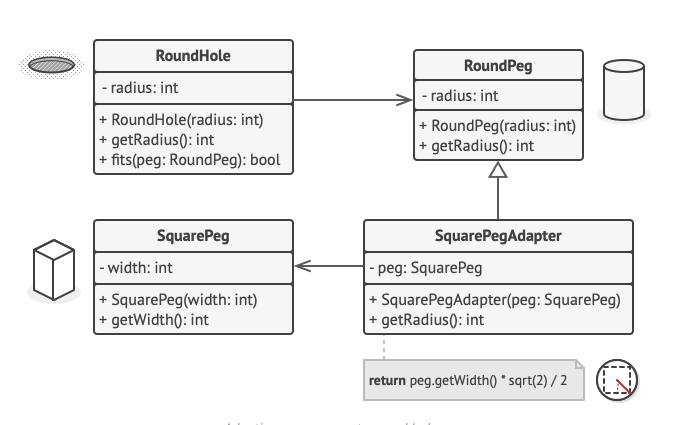 RoundHole
- radius: int
+ RoundHole(radius: int)
+ getRadius(): int
+ fits(peg: RoundPeg): bool
RoundPeg
- radius: int
+ RoundPeg(radius: int)
+ getRadius(): int
SquarePeg
- width: int
+ SquarePeg(width: int)
+ getWidth(): int
SquarePegAdapter
- peg: SquarePeg
+ SquarePegAdapter(peg: SquarePeg)
+ getRadius(): int
return peg.getWidth() * sqrt(2) / 2